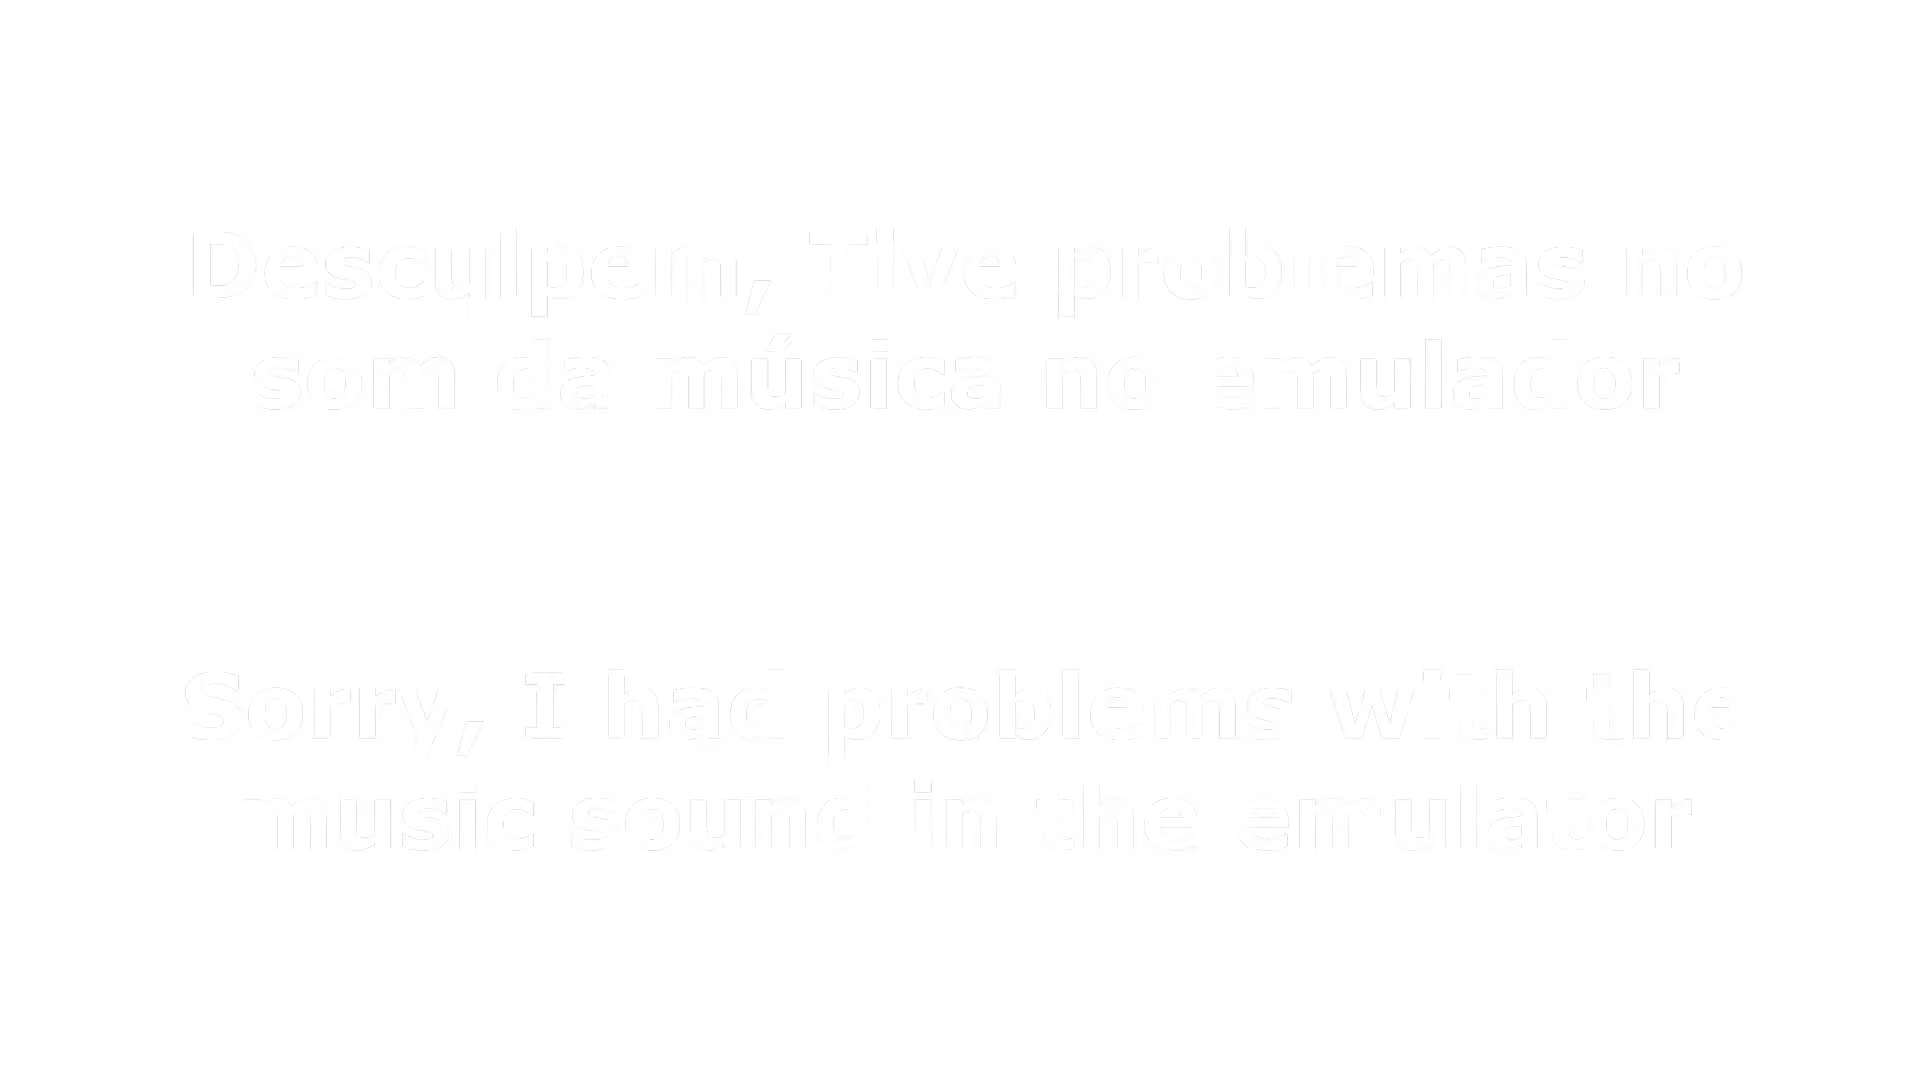 Desculpem, Tive problemas no
som da música no emulador
Sorry, I had problems with the
music sound in the emulator